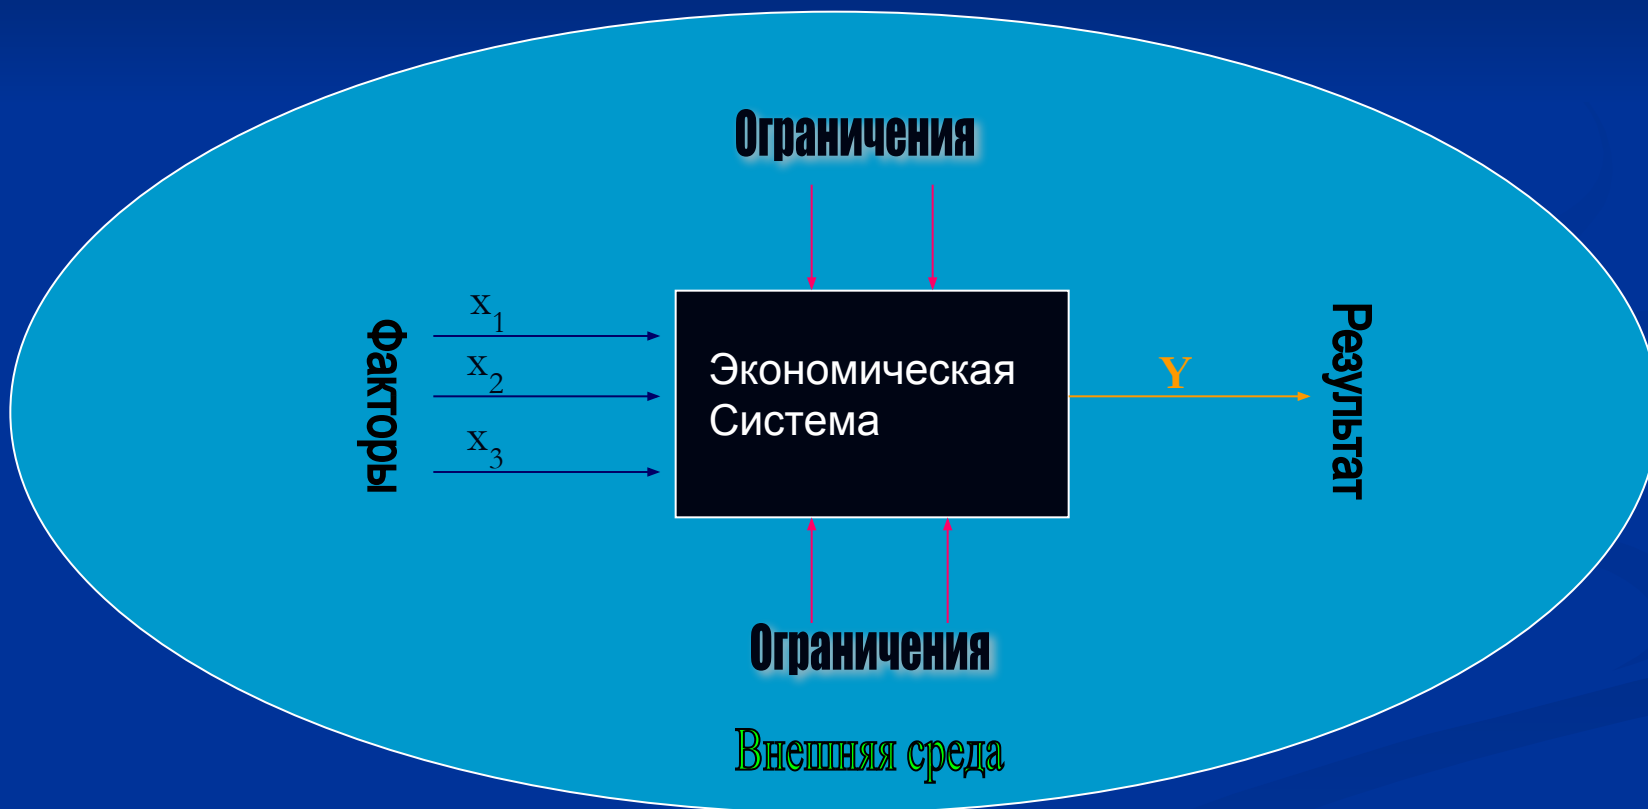 Ограничения
Факторы
x1
x2
x3
Экономическая
Система
Y
Результат
Ограничения
Внешняя среда